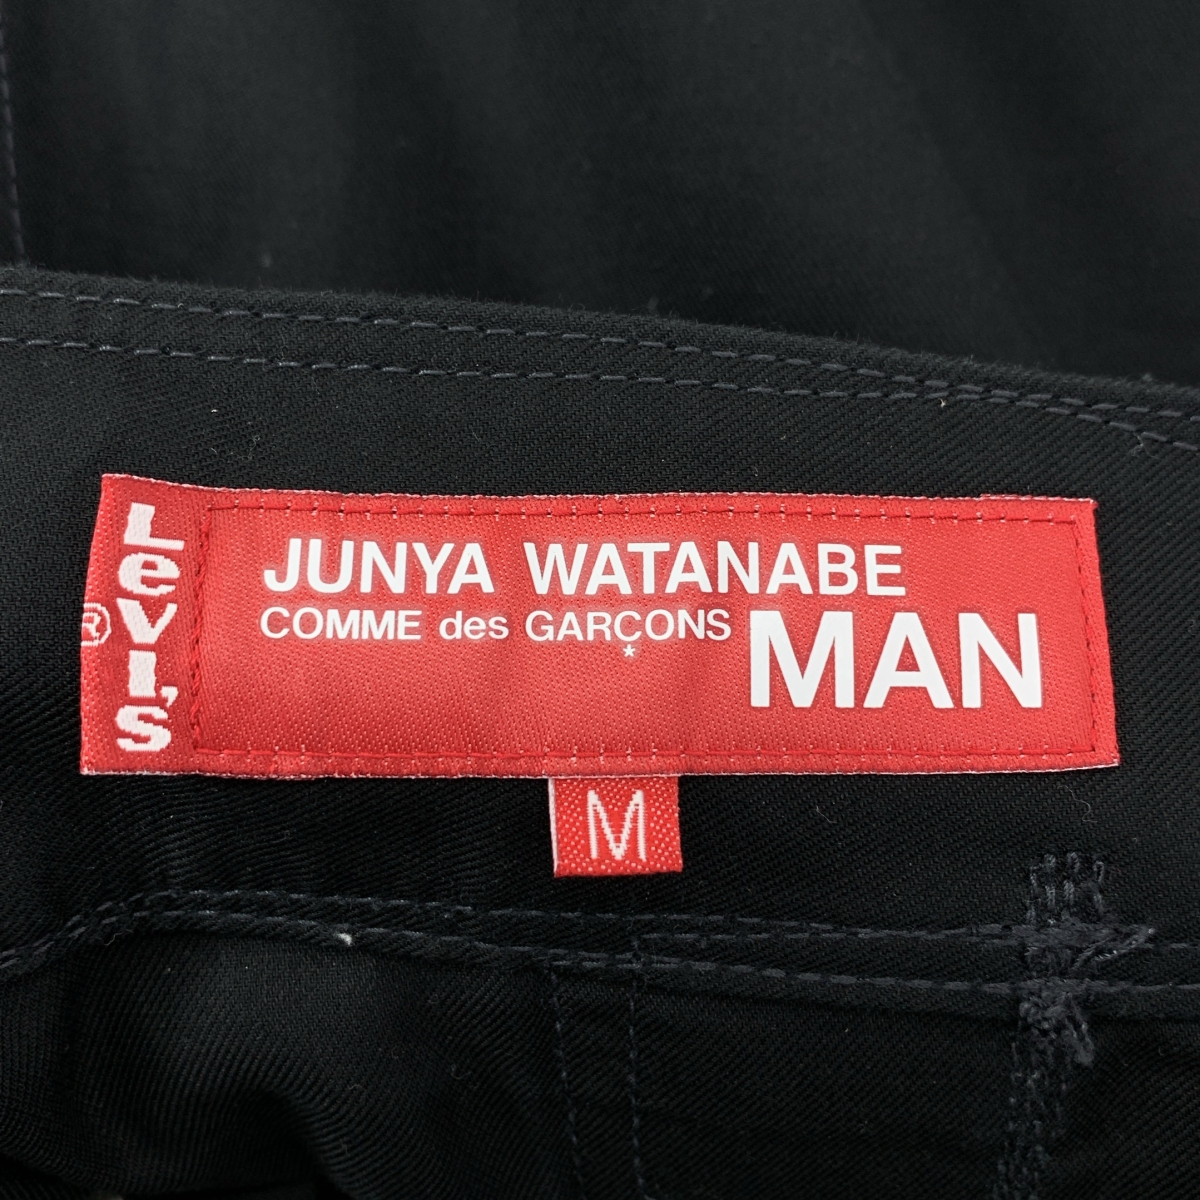 LeVI'S
®
JUNYA WATANABE
COMME des GARÇONS MAN
*
M